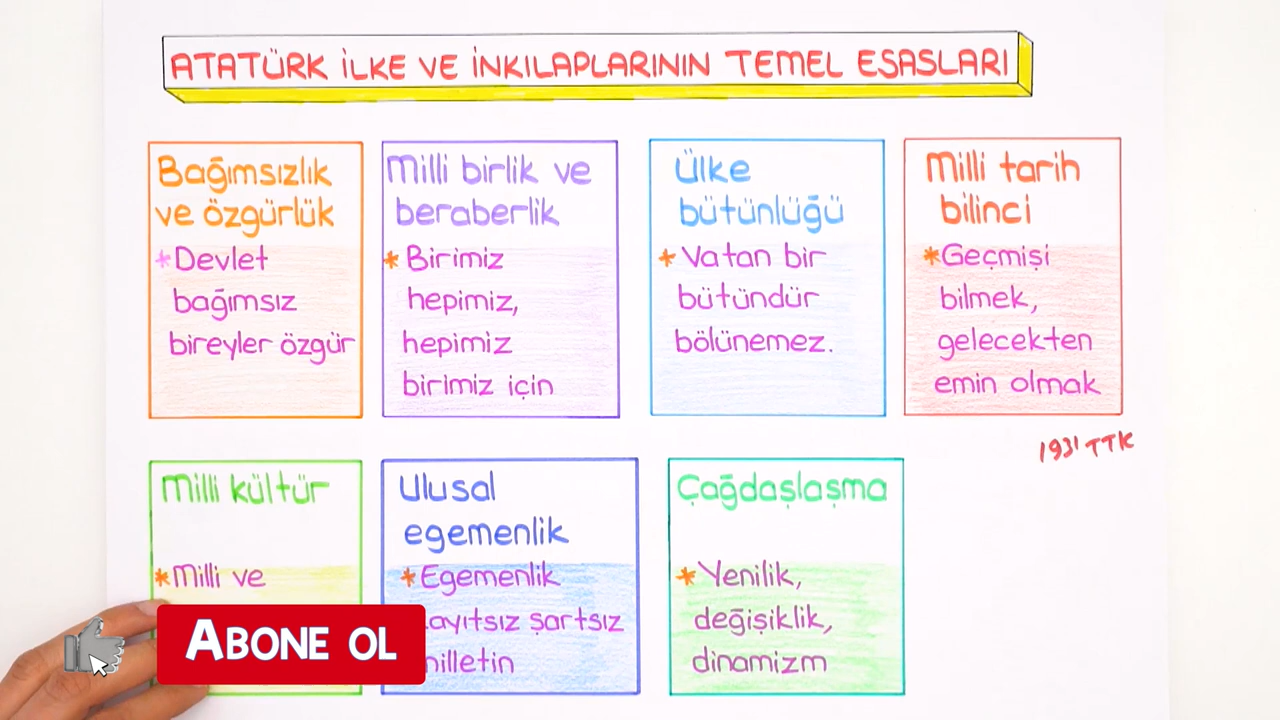 ATATÜRK İLKE VE İNKILAPLARININ TEMEL ESASLARI
Bağımsızlık
ve özgürlük
*Devlet
bağımsız
bireyler özgür
Milli birlik ve
beraberlik
*Birimiz
hepimiz,
hepimiz
birimiz için
Ülke
bütünlüğü
*Vatan bir
bütündür
bölünemez.
Milli tarih
bilinci
*Geçmişi
bilmek,
gelecekten
emin olmak
1931 TTK
Milli kültür
*Milli ve
Ulusal
egemenlik
*Egemenlik
şartsız
Çağdaşlaşma
*Yenilik,
değişiklik,
dinamizm
ABONE OL